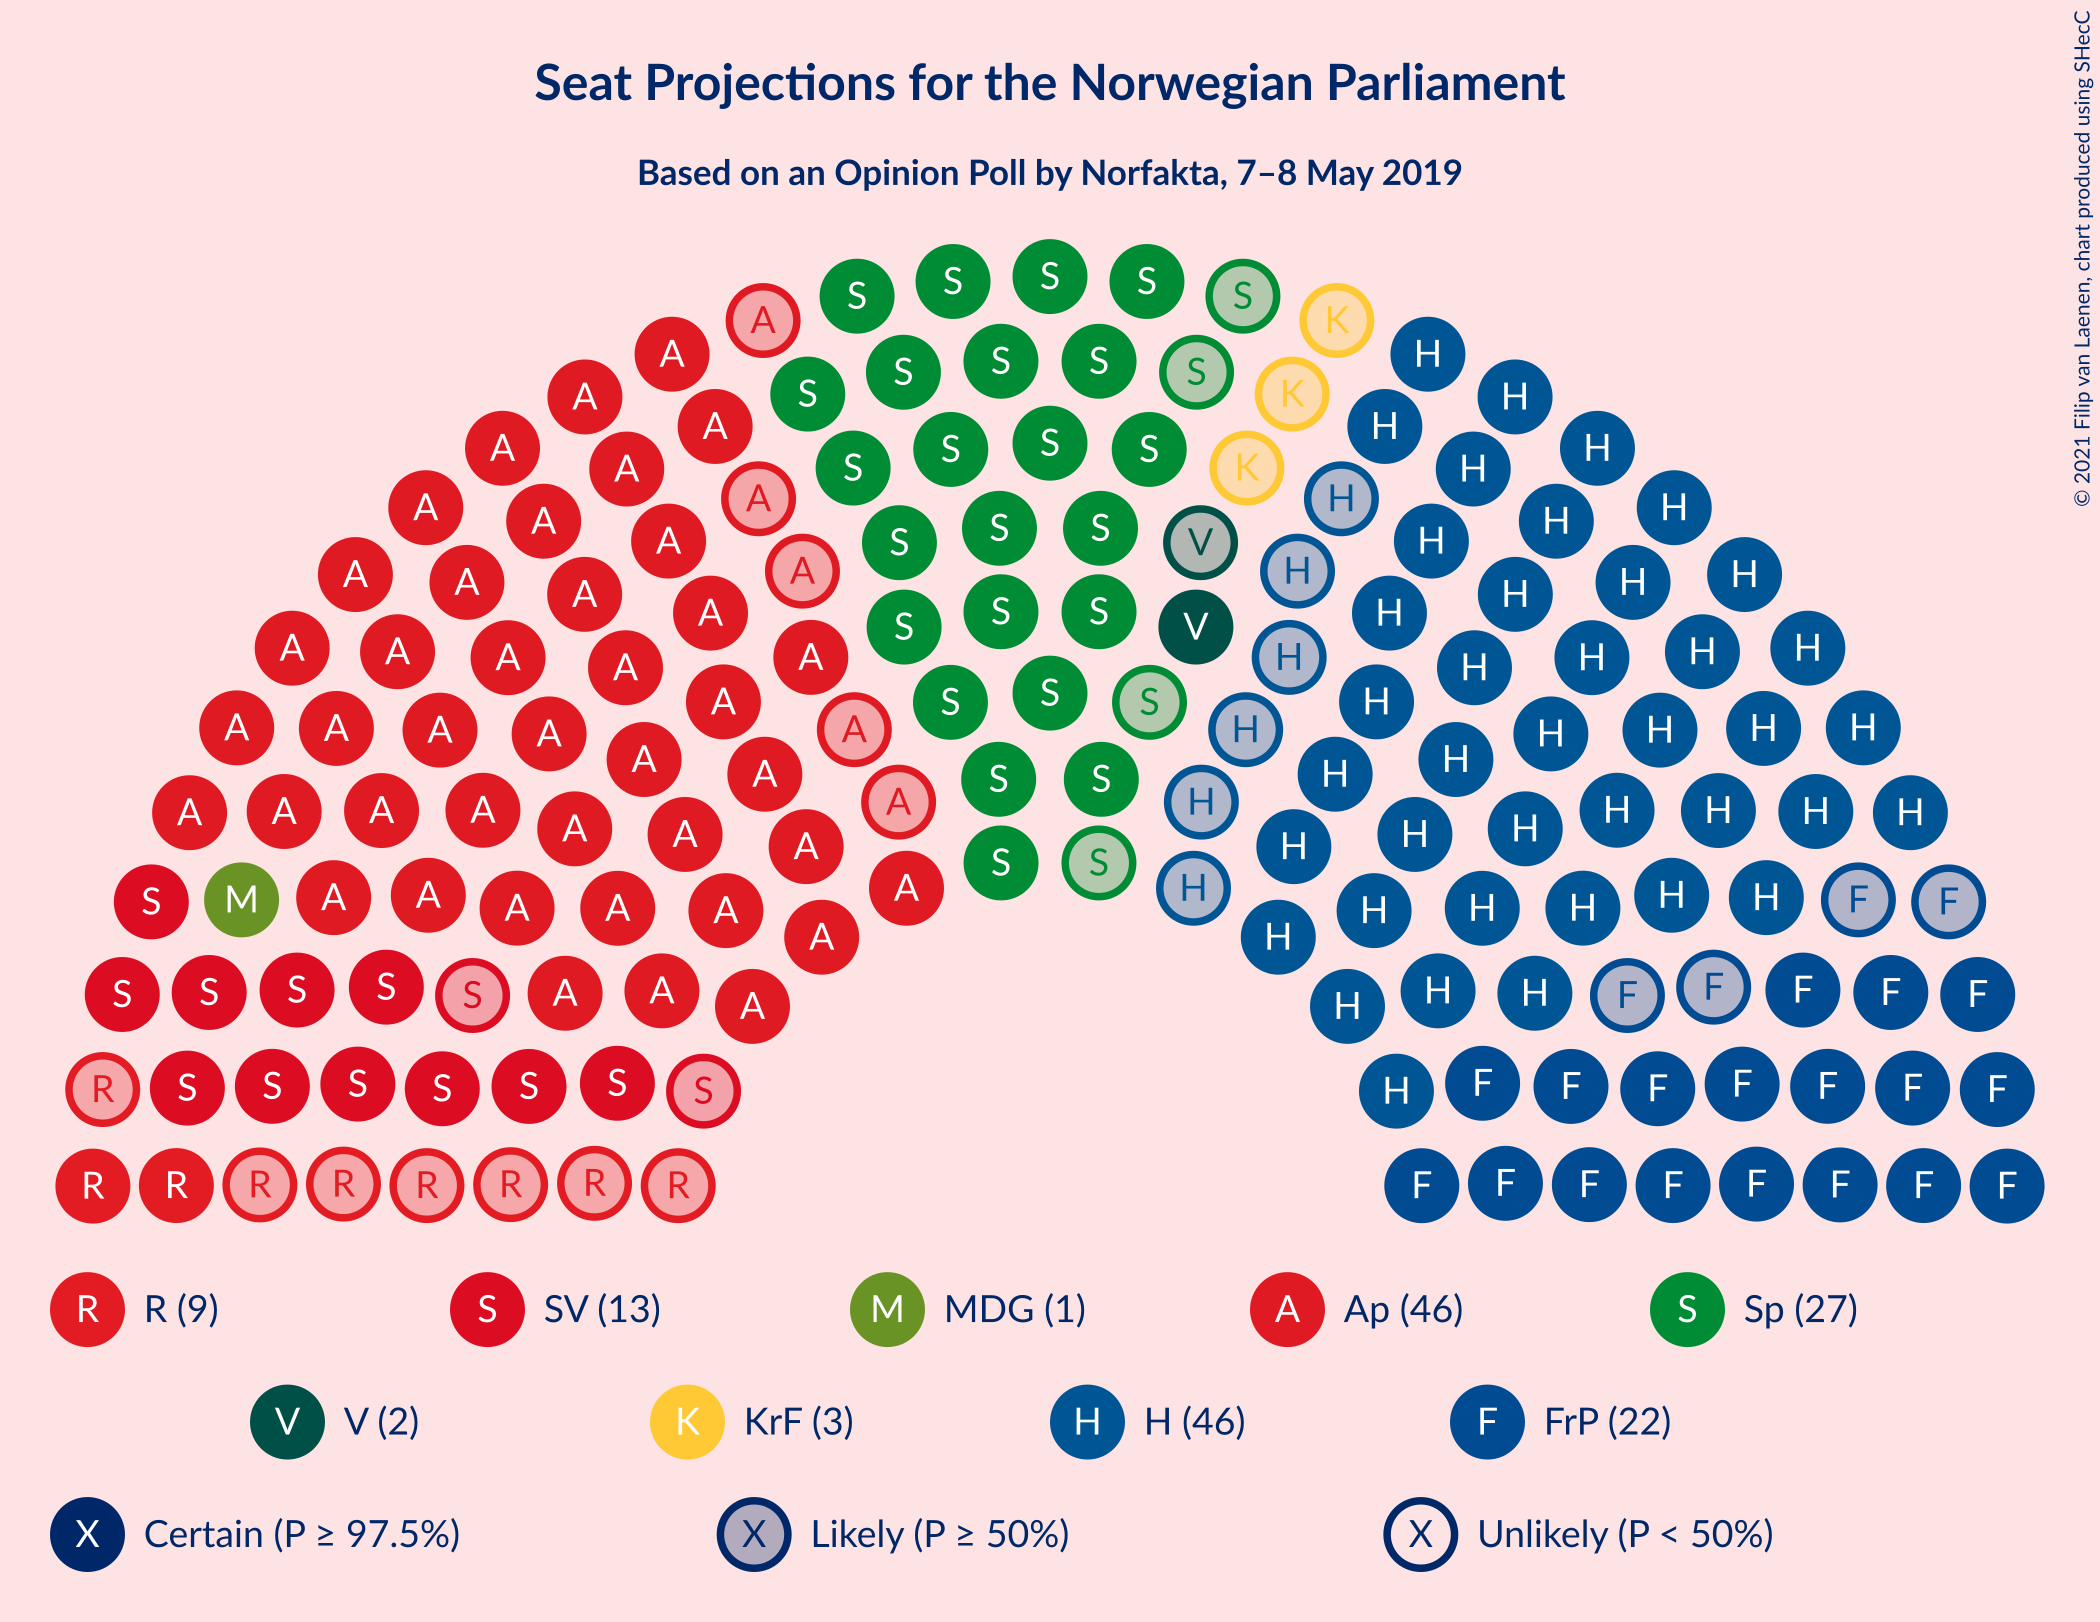 Seat Projections for the Norwegian Parliament
Based on an Opinion Poll by Norfakta, 7–8 May 2019
© 2021 Filip van Laenen, chart produced using SHecC
S S S S S
A K
A S S S S S H
A K H
A A S S S S H H
A A K H H
A A A S S S V H H H
A A A H H H
A A A S S S V H H H
A A A A H H H H
A A A A S S S H H H H
A A A A A H H H H H
A A A A A S S H H H H H
A A A A A A S S H H H H H H
S M A A A A A A H H H H H H F F
S S S S S A A A H H H F F F F F
R S S S S S S S H F F F F F F F
R R R R R R R R F F F F F F F F
R R (9) S SV (13) M MDG (1) A Ap (46) S Sp (27)
V V (2) K KrF (3) H H (46) F FrP (22)
X Certain (P ≥ 97.5%) X Likely (P ≥ 50%) X Unlikely (P < 50%)